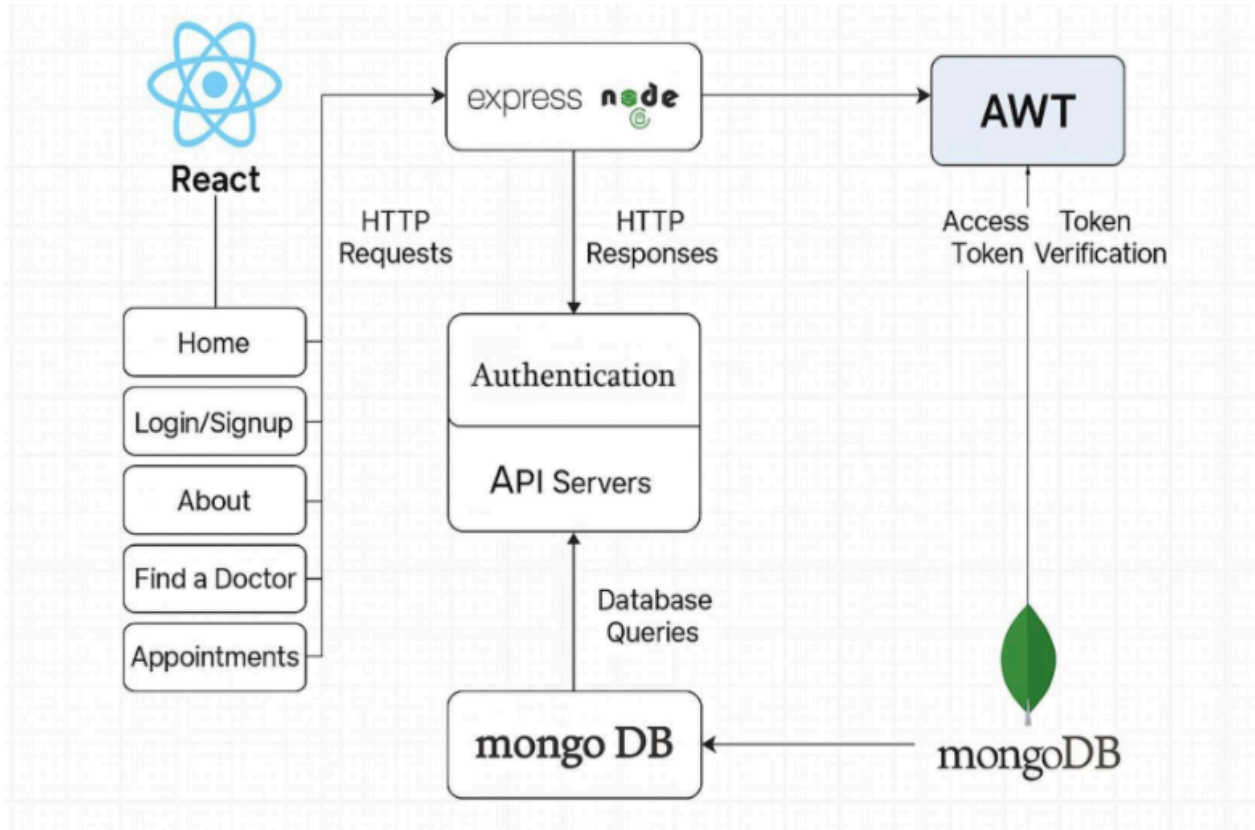 React
Home
Login/Signup
About
Find a Doctor
Appointments
HTTP
Requests
express node
HTTP
Responses
Authentication
API Servers
Database
Queries
mongo DB
AWT
Access Token
Token Verification
mongoDB